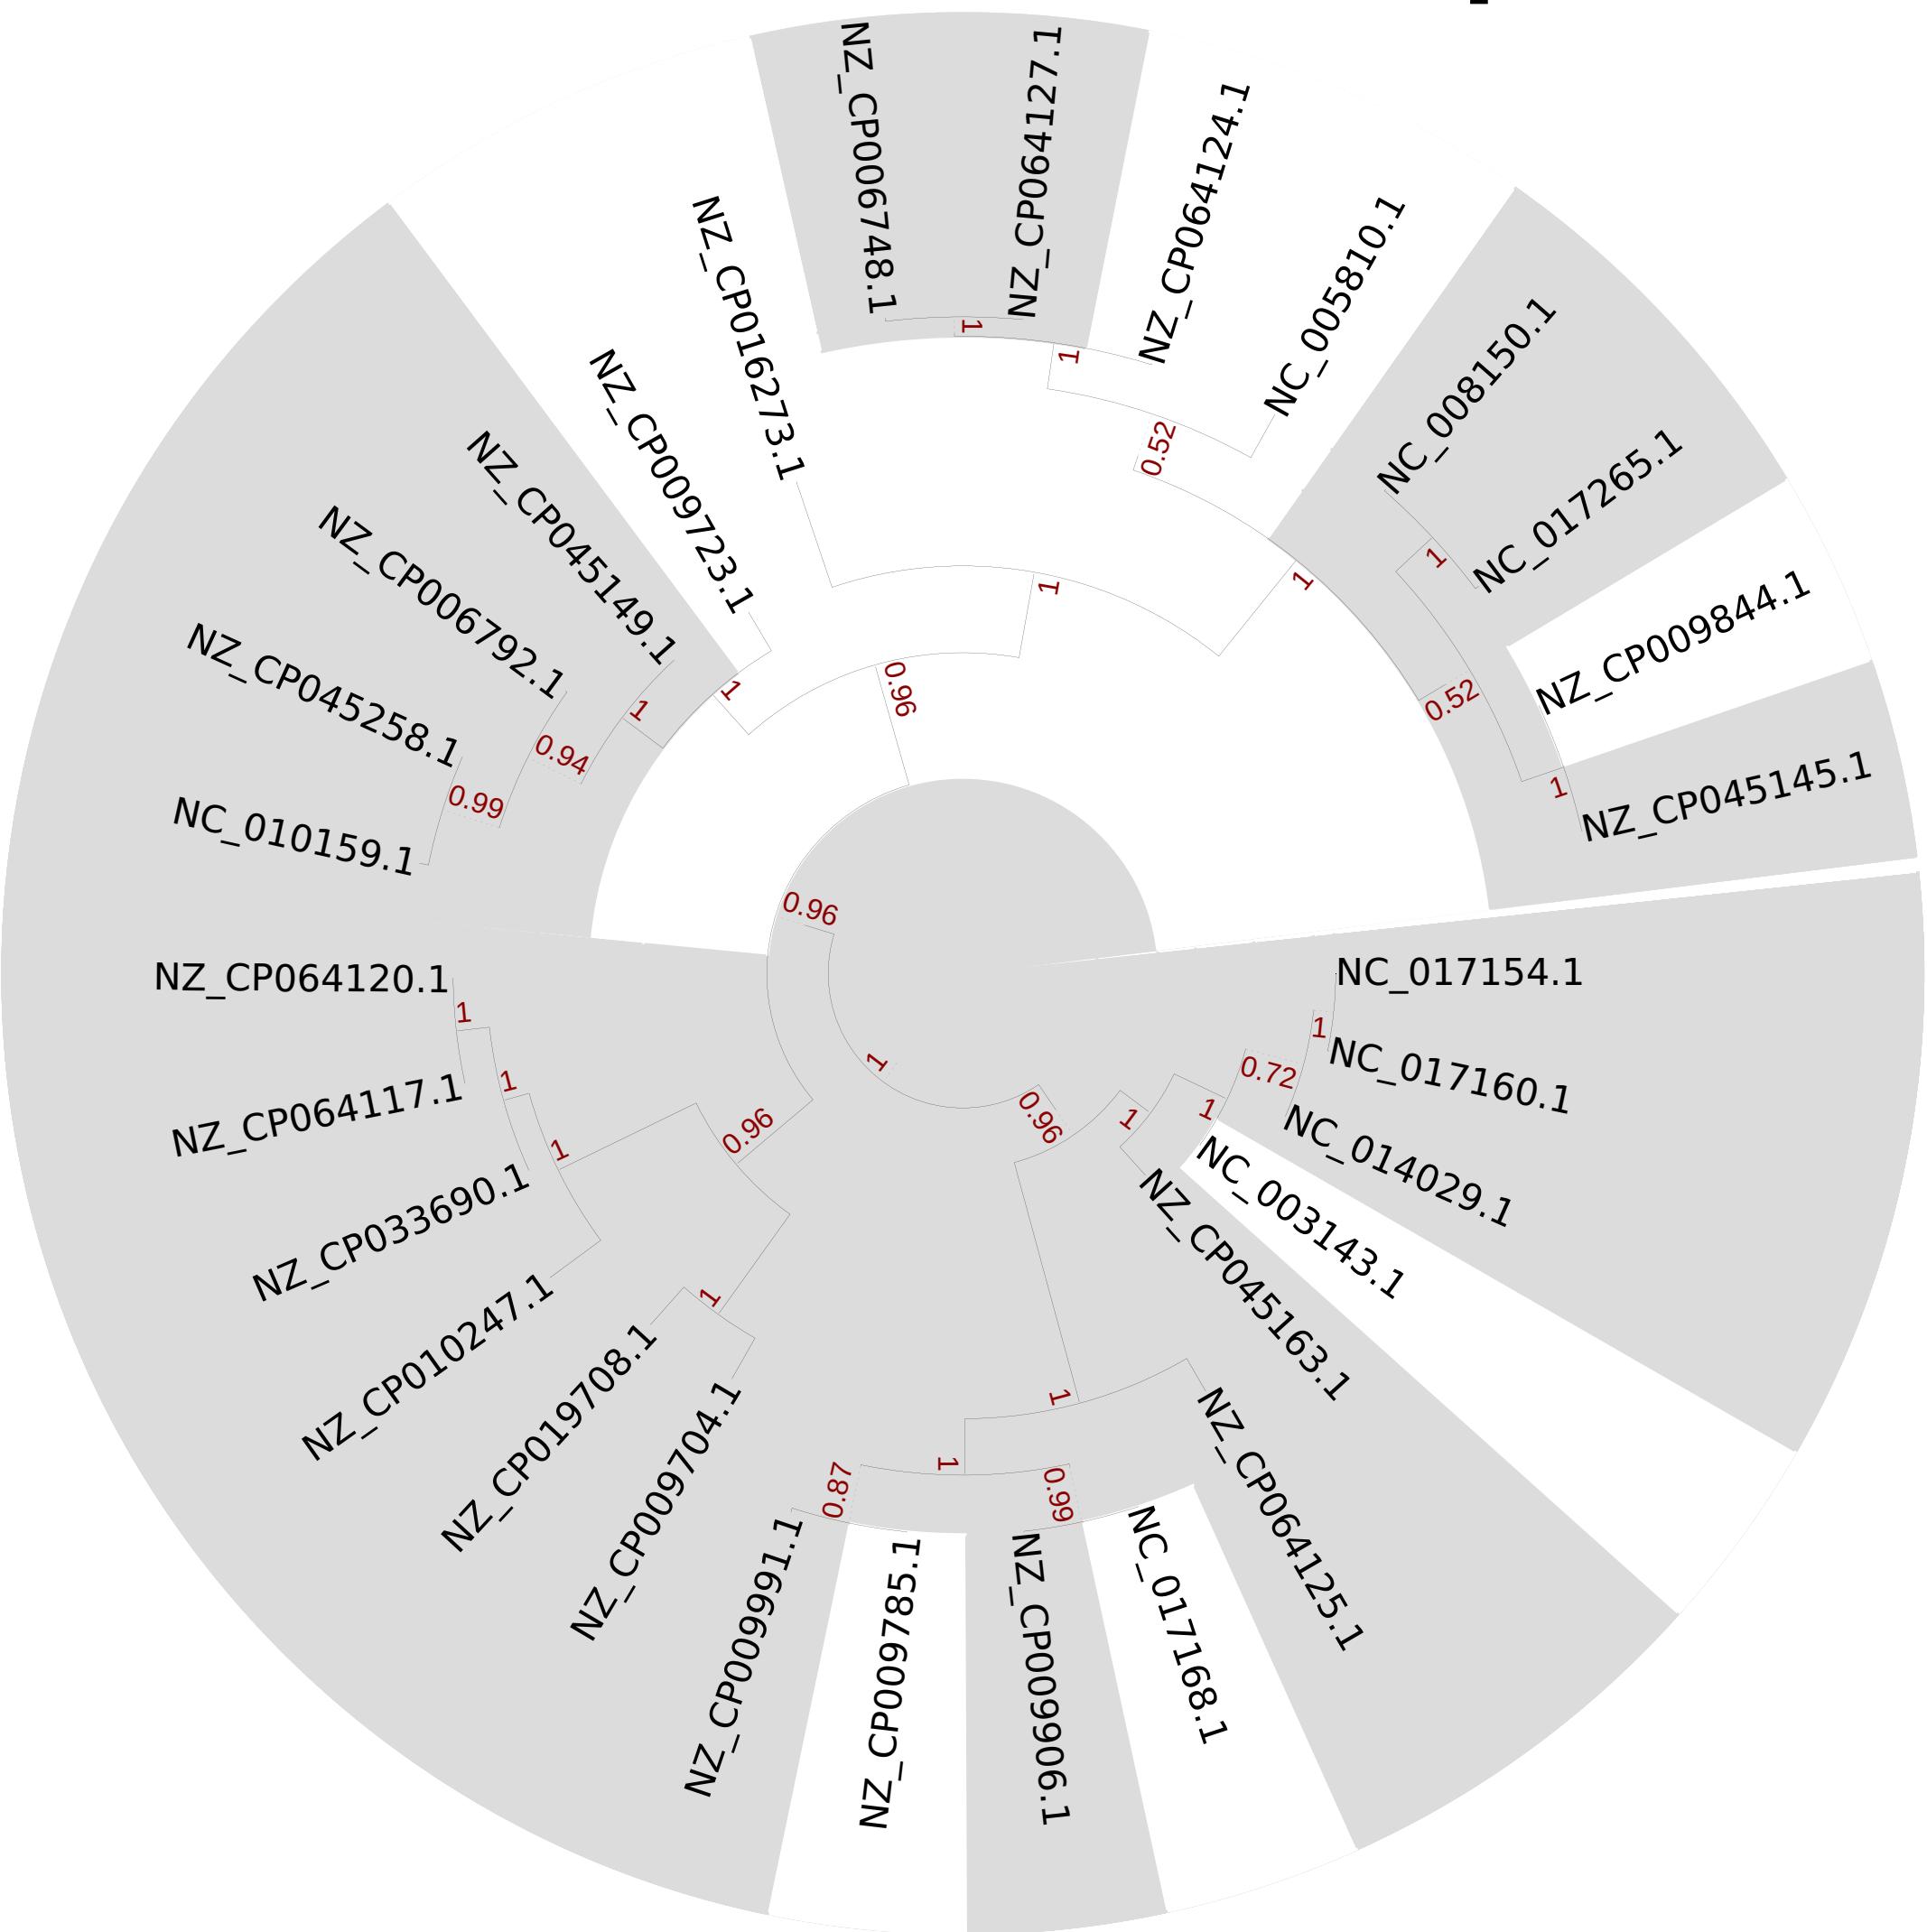 NZ_CP006748.1
NZ_CP064127.1
NZ_CP064124.1
NC_005810.1
NC_008150.1
NC_017265.1
NZ_CP009844.1
NZ_CP045145.1
NC_017154.1
NC_017160.1
NC_014029.1
NC_003143.1
NZ_CP045163.1
NZ_CP064125.1
NC_017168.1
NZ_CP009906.1
NZ_CP009785.1
NZ_CP009991.1
NZ_CP009704.1
NZ_CP019708.1
NZ_CP010247.1
NZ_CP033690.1
NZ_CP064117.1
NZ_CP064120.1
NC_010159.1
NZ_CP045258.1
NZ_CP006792.1
NZ_CP045149.1
NZ_CP009723.1
NZ_CP016273.1
1
1
0.52
1
1
1
0.52
1
0.96
1
1
0.94
0.99
0.96
1
0.96
1
0.72
1
1
1
1
1
0.96
1
1
1
0.87
0.99